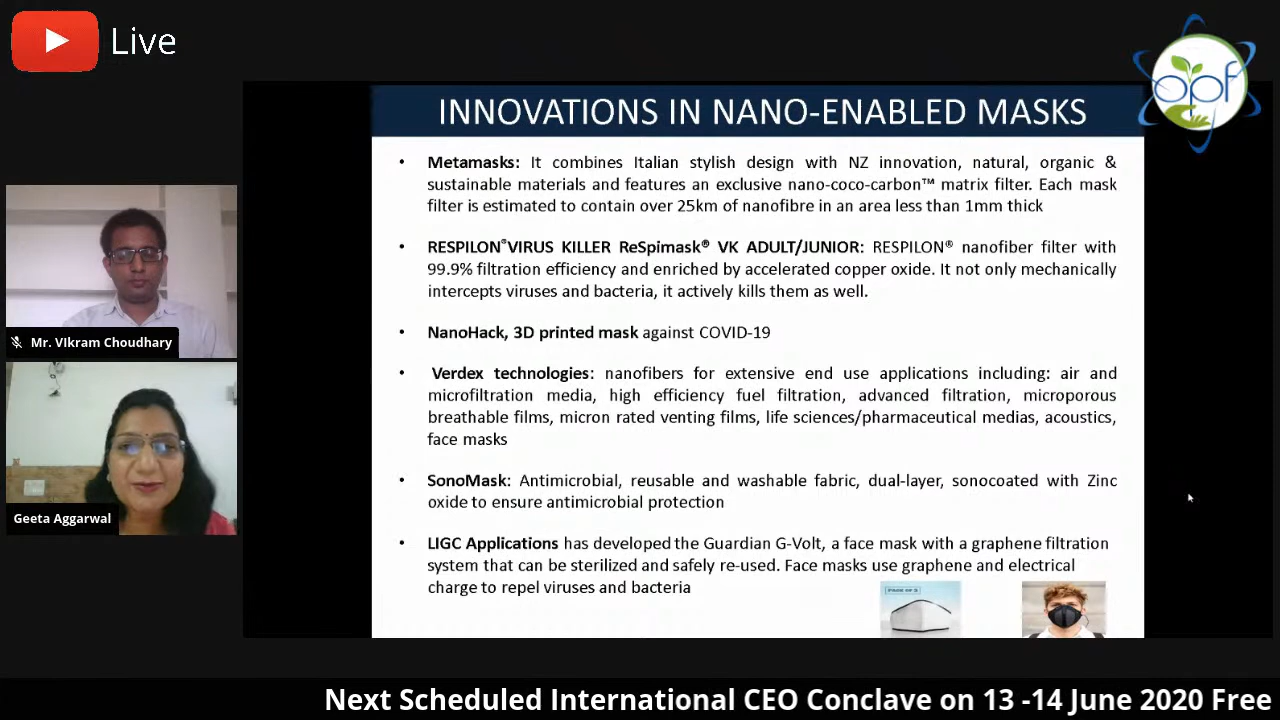 Live
opf
INNOVATIONS IN NANO-ENABLED MASKS
• Metamasks: It combines Italian stylish design with NZ innovation, natural, organic &
sustainable materials and features an exclusive nano-coco-carbon™ matrix filter. Each mask
filter is estimated to contain over 25km of nanofibre in an area less than 1mm thick
• RESPILON®VIRUS KILLER ReSpimask® VK ADULT/JUNIOR: RESPILON® nanofiber filter with
99.9% filtration efficiency and enriched by accelerated copper oxide. It not only mechanically
intercepts viruses and bacteria, it actively kills them as well.
• NanoHack, 3D printed mask against COVID-19
• Verdex technologies: nanofibers for extensive end use applications including: air and
microfiltration media, high efficiency fuel filtration, advanced filtration, microporous
breathable films, micron rated venting films, life sciences/pharmaceutical medias, acoustics,
face masks
• SonoMask: Antimicrobial, reusable and washable fabric, dual-layer, sonocoated with Zinc
oxide to ensure antimicrobial protection
• LIGC Applications has developed the Guardian G-Volt, a face mask with a graphene filtration
system that can be sterilized and safely re-used. Face masks use graphene and electrical
charge to repel viruses and bacteria
PACK OF 3
Mr. VIkram Choudhary
Geeta Aggarwal
Next Scheduled International CEO Conclave on 13 -14 June 2020 Free